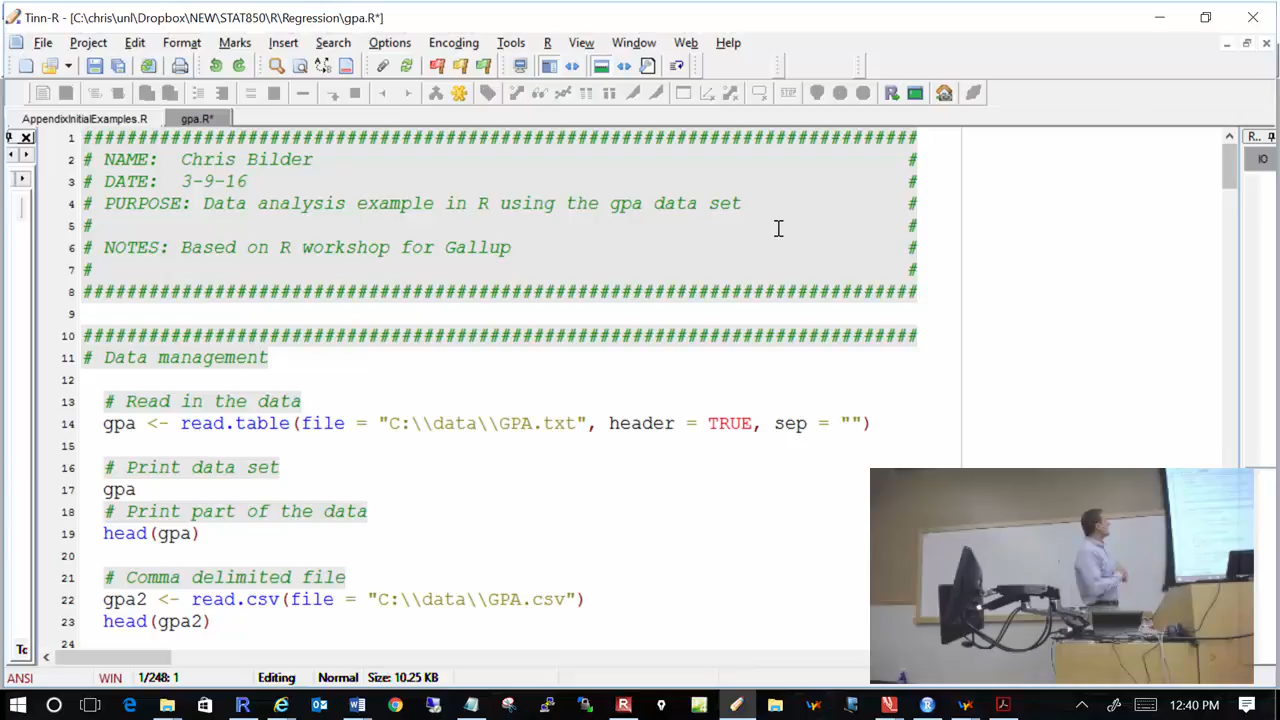 Tinn-R - [C:\chris\unl\Dropbox\NEW\STAT850\R\Regression\gpa.R*]
File Project Edit Format Marks Insert Search Options Encoding Tools R View Window Web Help
AppendixInitialExamples.R gpa.R* R..
1 ############################################################################
2 # NAME: Chris Bilder #
3 # DATE: 3-9-16 #
4 # PURPOSE: Data analysis example in R using the gpa data set #
5 # #
6 # NOTES: Based on R workshop for Gallup #
7 # #
8 ############################################################################
9
10 ############################################################################
11 # Data management
12
13 # Read in the data
14 gpa <- read.table(file = "C:\\data\\GPA.txt", header = TRUE, sep = "")
15
16 # Print data set
17 gpa
18 # Print part of the data
19 head(gpa)
20
21 # Comma delimited file
22 gpa2 <- read.csv(file = "C:\\data\\GPA.csv")
23 head(gpa2)
24
Tc
IO
ANSI WIN 1/248: 1 Editing Normal Size: 10.25 KB
12:40 PM